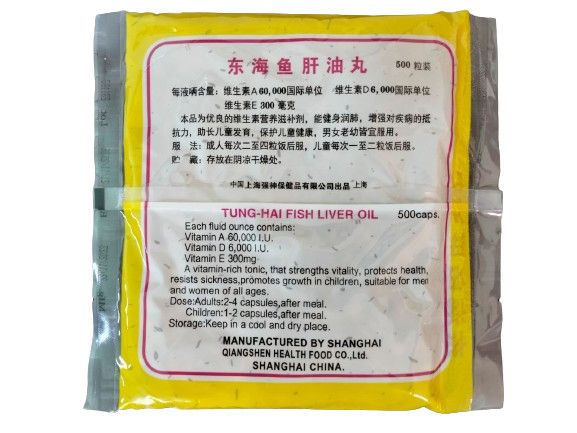 东海鱼肝油丸 500 粒装
每液唡含量：维生素A 60,000国际单位 维生素D 6,000国际单位
维生素E 300 毫克
本品为优良的维生素营养滋补剂，能健身润肺，增强对疾病的抵
抗力，助长儿童发育，保护儿童健康，男女老幼皆宜服用。
服 法：成人每次二至四粒饭后服，儿童每次一至二粒饭后服。
贮 藏：存放在阴凉干燥处。
中国上海强神保健品有限公司出品 上海
TUNG-HAI FISH LIVER OIL 500caps.
Each fluid ounce contains:
Vitamin A 60,000 I.U.
Vitamin D 6,000 I.U.
Vitamin E 300mg
A vitamin-rich tonic, that strengths vitality, protects health,
resists sickness,promotes growth in children, suitable for men
and women of all ages.
Dose:Adults:2-4 capsules,after meal.
Children:1-2 capsules,after meal.
Storage:Keep in a cool and dry place.
MANUFACTURED BY SHANGHAI
QIANGSHEN HEALTH FOOD CO.,Ltd.
SHANGHAI CHINA.